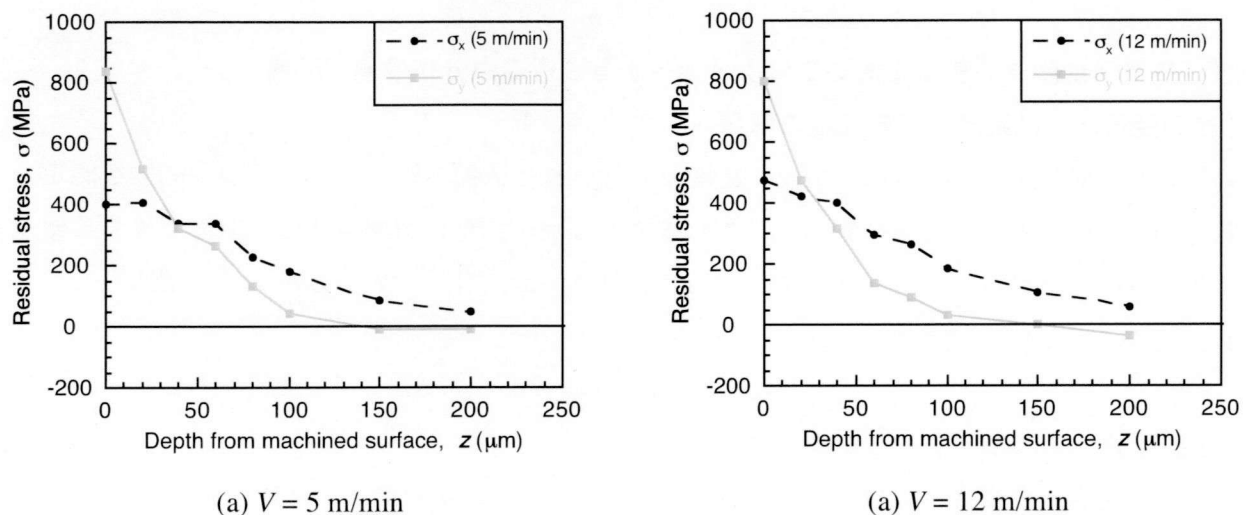 1000
800
600
400
200
0
-200
Residual stress, σ (MPa)
σx (5 m/min)
σy (5 m/min)
0 50 100 150 200 250
Depth from machined surface, z (μm)
(a) V = 5 m/min
1000
800
600
400
200
0
-200
Residual stress, σ (MPa)
σx (12 m/min)
σy (12 m/min)
0 50 100 150 200 250
Depth from machined surface, z (μm)
(a) V = 12 m/min